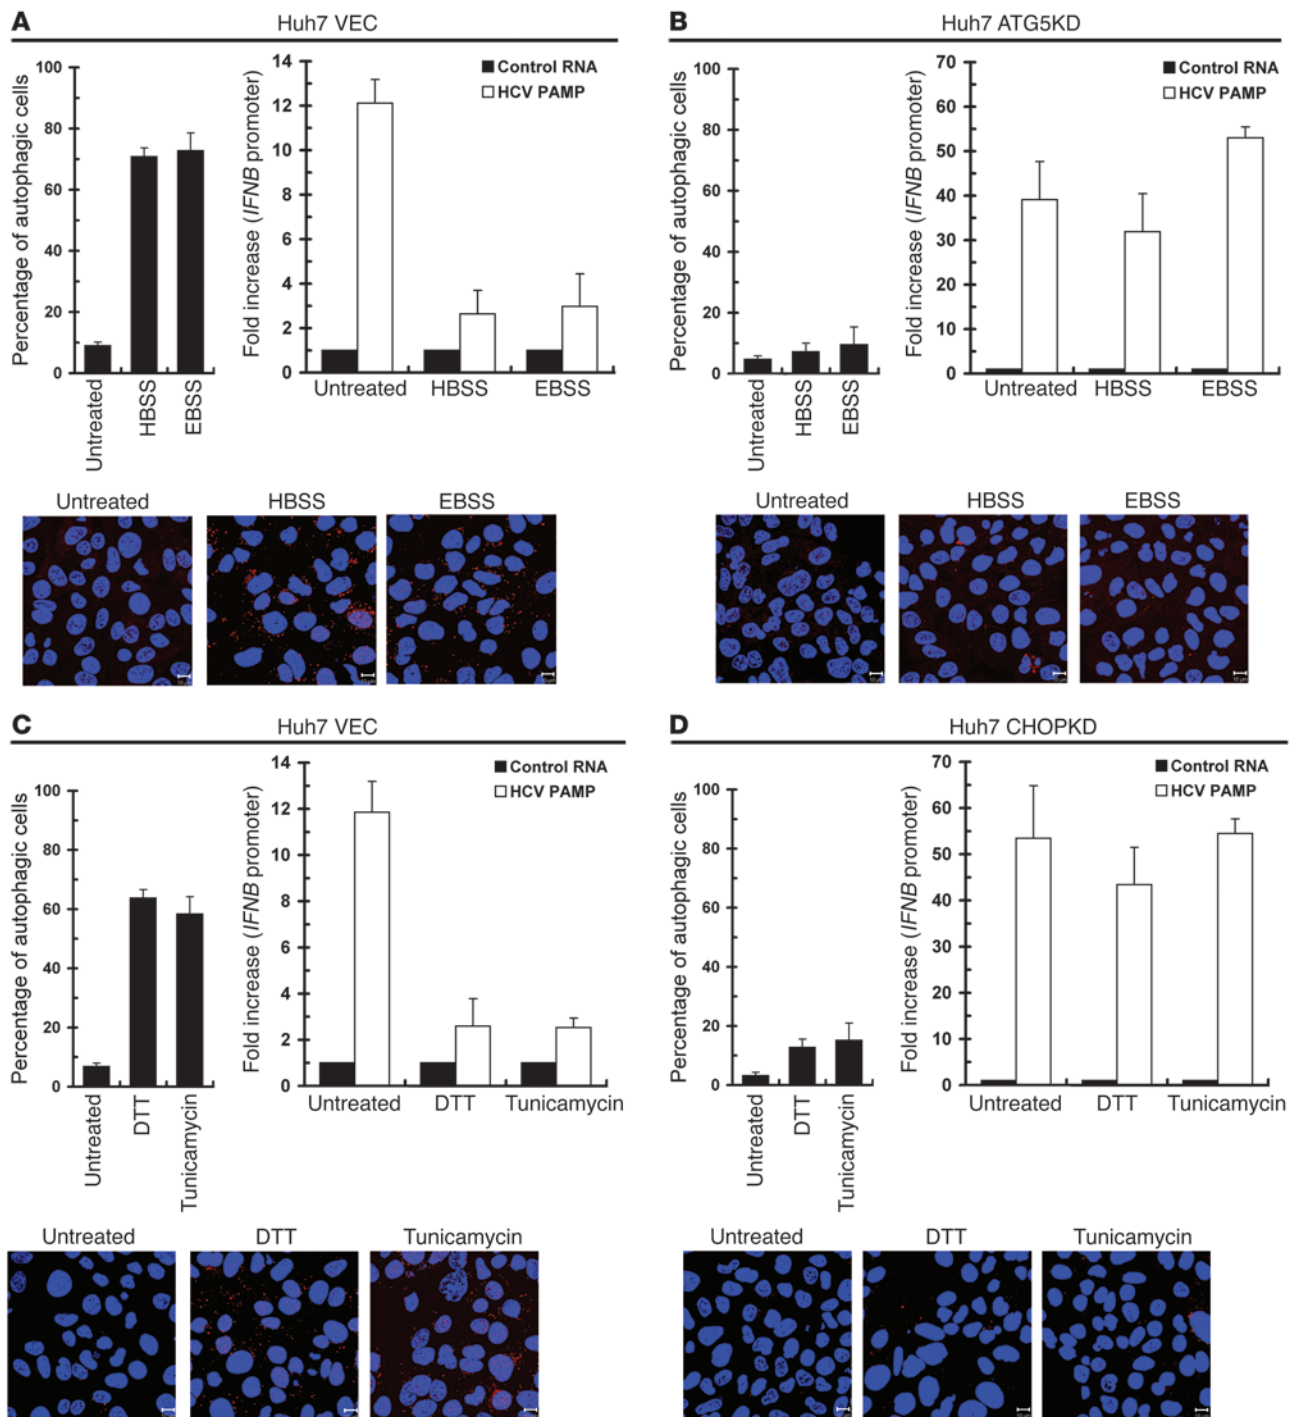 A
Huh7 VEC
Percentage of autophagic cells
100
80
60
40
20
0
Untreated
HBSS
EBSS
Fold increase (IFNB promoter)
14
12
10
8
6
4
2
0
Control RNA
HCV PAMP
Untreated HBSS EBSS
Untreated HBSS EBSS
B
Huh7 ATG5KD
Percentage of autophagic cells
100
80
60
40
20
0
Untreated
HBSS
EBSS
Fold increase (IFNB promoter)
70
60
50
40
30
20
10
0
Control RNA
HCV PAMP
Untreated HBSS EBSS
Untreated HBSS EBSS
C
Huh7 VEC
Percentage of autophagic cells
100
80
60
40
20
0
Untreated
DTT
Tunicamycin
Fold increase (IFNB promoter)
14
12
10
8
6
4
2
0
Control RNA
HCV PAMP
Untreated DTT Tunicamycin
Untreated DTT Tunicamycin
D
Huh7 CHOPKD
Percentage of autophagic cells
100
80
60
40
20
0
Untreated
DTT
Tunicamycin
Fold increase (IFNB promoter)
70
60
50
40
30
20
10
0
Control RNA
HCV PAMP
Untreated DTT Tunicamycin
Untreated DTT Tunicamycin